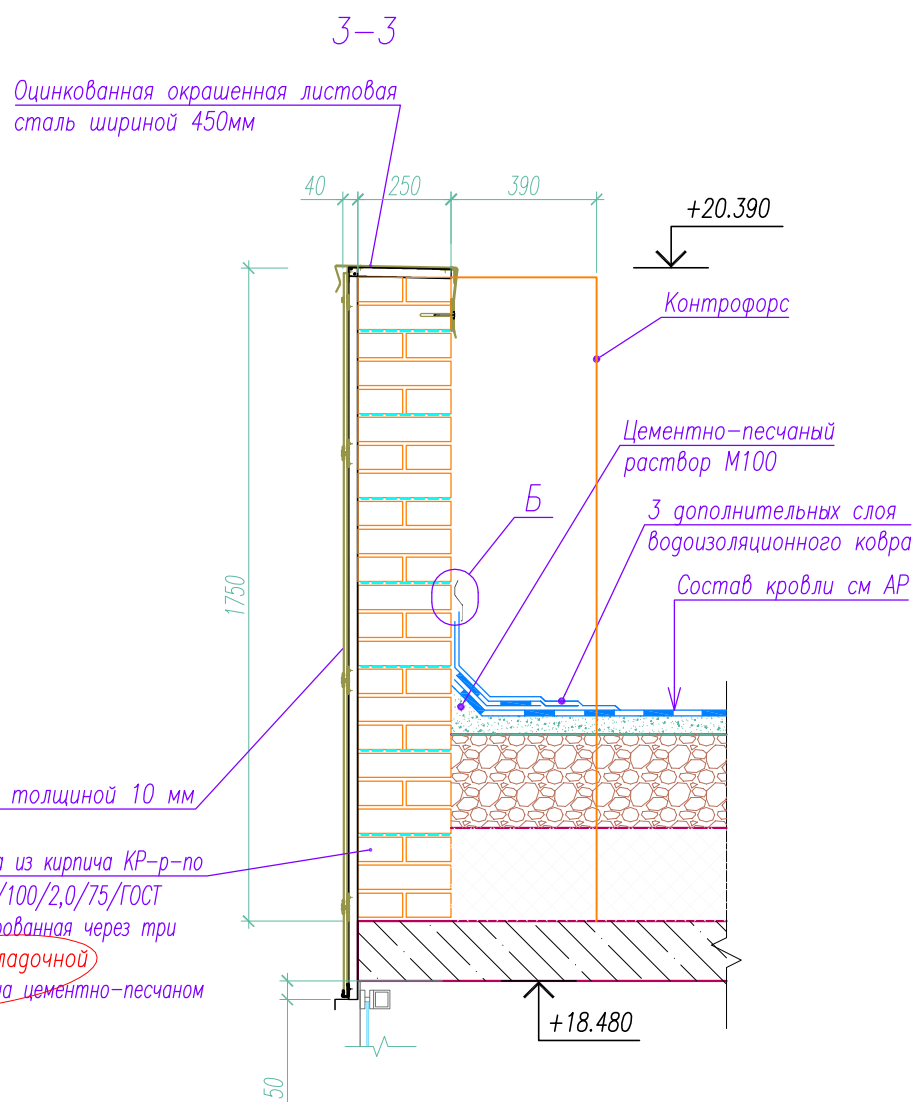 3-3
Оцинкованная окрашенная листовая
сталь шириной 450мм
40
250
390
+20.390
Контрофорс
Цементно-песчаный
раствор М100
Б
3 дополнительных слоя
водоизоляционного ковра
1750
Состав кровли см АР
толщиной 10 мм
из кирпича КР-р-по
/100/2,0/75/ГОСТ
через три
на цементно-песчаном
+18.480
50